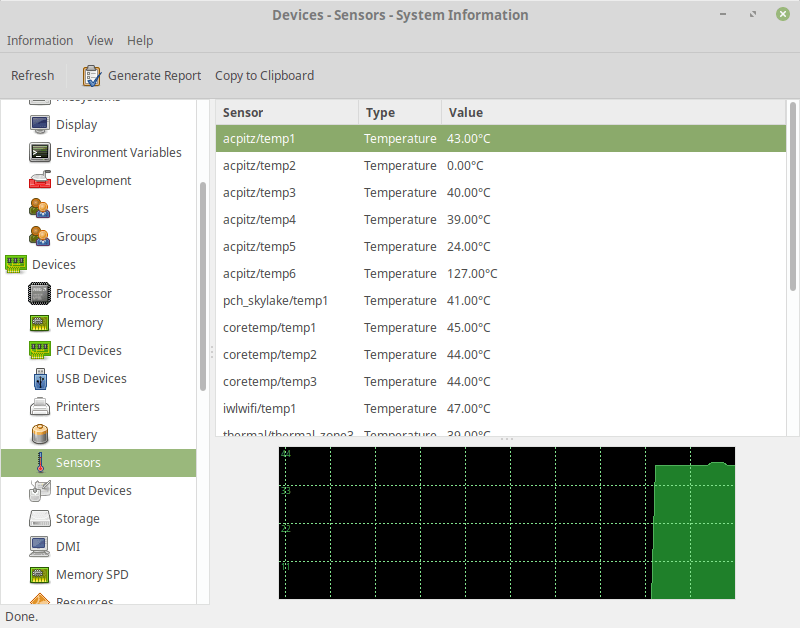 Devices - Sensors - System Information
Information View Help
Refresh Generate Report Copy to Clipboard
Filesystems
Display
Environment Variables
Development
Users
Groups
Devices
Processor
Memory
PCI Devices
USB Devices
Printers
Battery
Sensors
Input Devices
Storage
DMI
Memory SPD
Resources
Sensor Type Value
acpitz/temp1 Temperature 43.00°C
acpitz/temp2 Temperature 0.00°C
acpitz/temp3 Temperature 40.00°C
acpitz/temp4 Temperature 39.00°C
acpitz/temp5 Temperature 24.00°C
acpitz/temp6 Temperature 127.00°C
pch_skylake/temp1 Temperature 41.00°C
coretemp/temp1 Temperature 45.00°C
coretemp/temp2 Temperature 44.00°C
coretemp/temp3 Temperature 44.00°C
iwlwifi/temp1 Temperature 47.00°C
thermal/thermal_zone3 Temperature 39.00°C
44
33
22
11
Done.